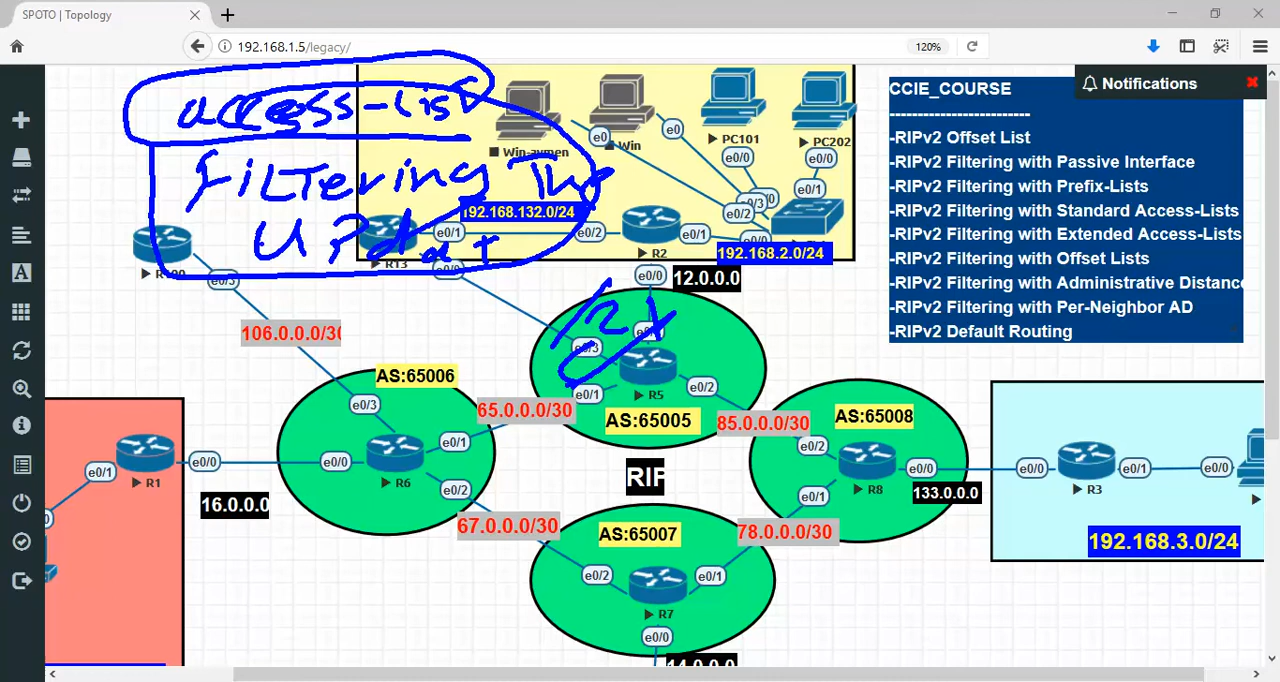 SPOTO | Topology
192.168.1.5/legacy/
120%
Notifications
CCIE_COURSE
-----------------------------
-RIPv2 Offset List
-RIPv2 Filtering with Passive Interface
-RIPv2 Filtering with Prefix-Lists
-RIPv2 Filtering with Standard Access-Lists
-RIPv2 Filtering with Extended Access-Lists
-RIPv2 Filtering with Offset Lists
-RIPv2 Filtering with Administrative Distance
-RIPv2 Filtering with Per-Neighbor AD
-RIPv2 Default Routing
access-list
Filtering The
UPdat
Win-aymen
Win
PC101
PC202
e0
e0
e0/0
e0/0
e0/1
e0/3
e0/2
192.168.132.0/24
e0/1
e0/2
e0/1
R13
R2
192.168.2.0/24
e0/0
12.0.0.0
e0/3
106.0.0.0/30
e0/3
R5
e0/1
e0/2
AS:65005
AS:65006
65.0.0.0/30
85.0.0.0/30
AS:65008
e0/3
e0/1
e0/0
R6
e0/2
e0/1
R1
e0/0
16.0.0.0
67.0.0.0/30
RIP
e0/2
R8
e0/0
133.0.0.0
e0/1
78.0.0.0/30
e0/0
R3
e0/1
e0/0
192.168.3.0/24
AS:65007
e0/2
e0/1
R7
e0/0
14.0.0.0